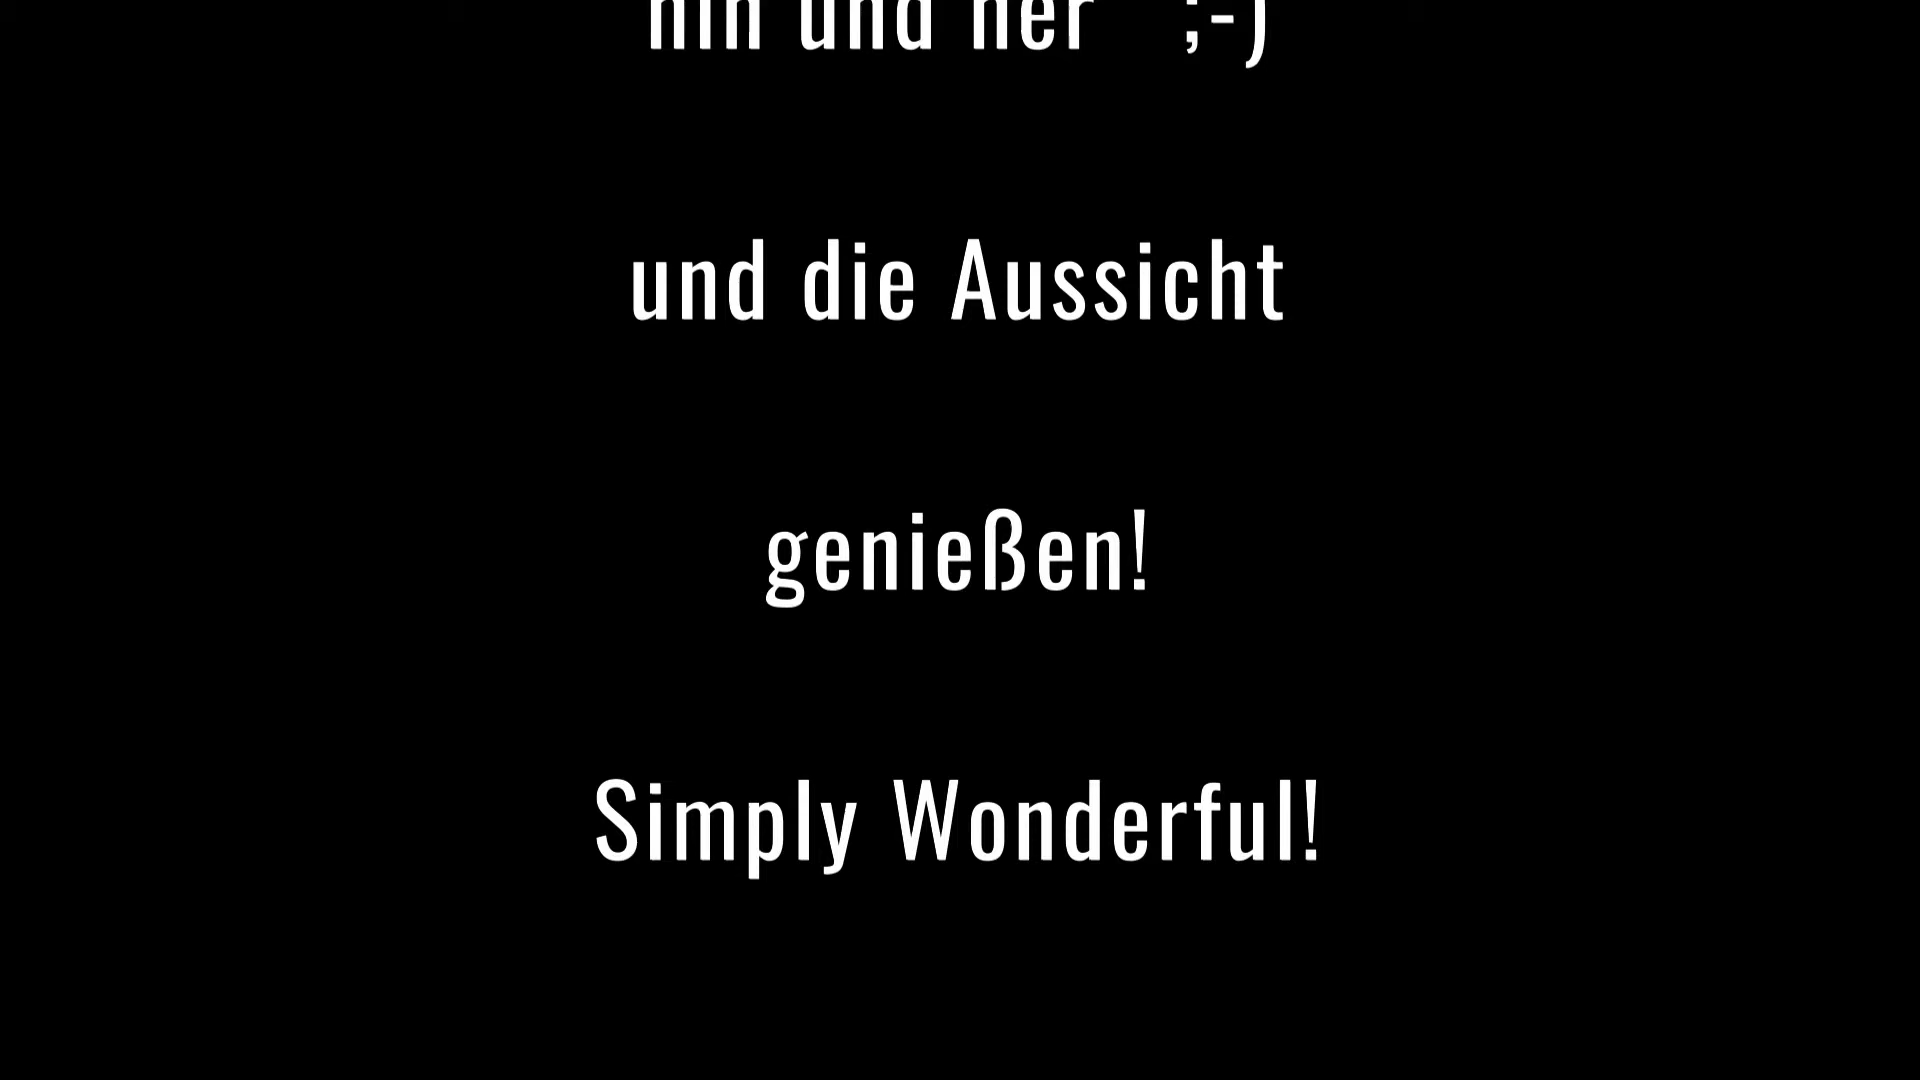 hin und her ;-)
und die Aussicht
genießen!
Simply Wonderful!